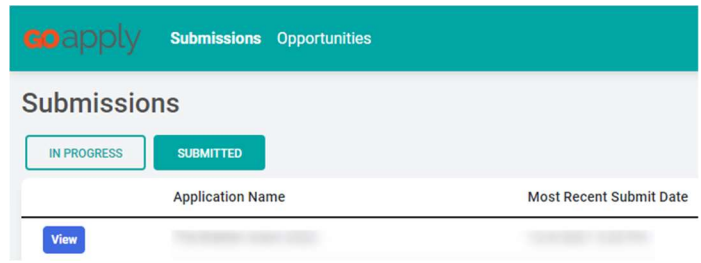 GOapply Submissions Opportunities
Submissions
IN PROGRESS SUBMITTED
Application Name Most Recent Submit Date
View